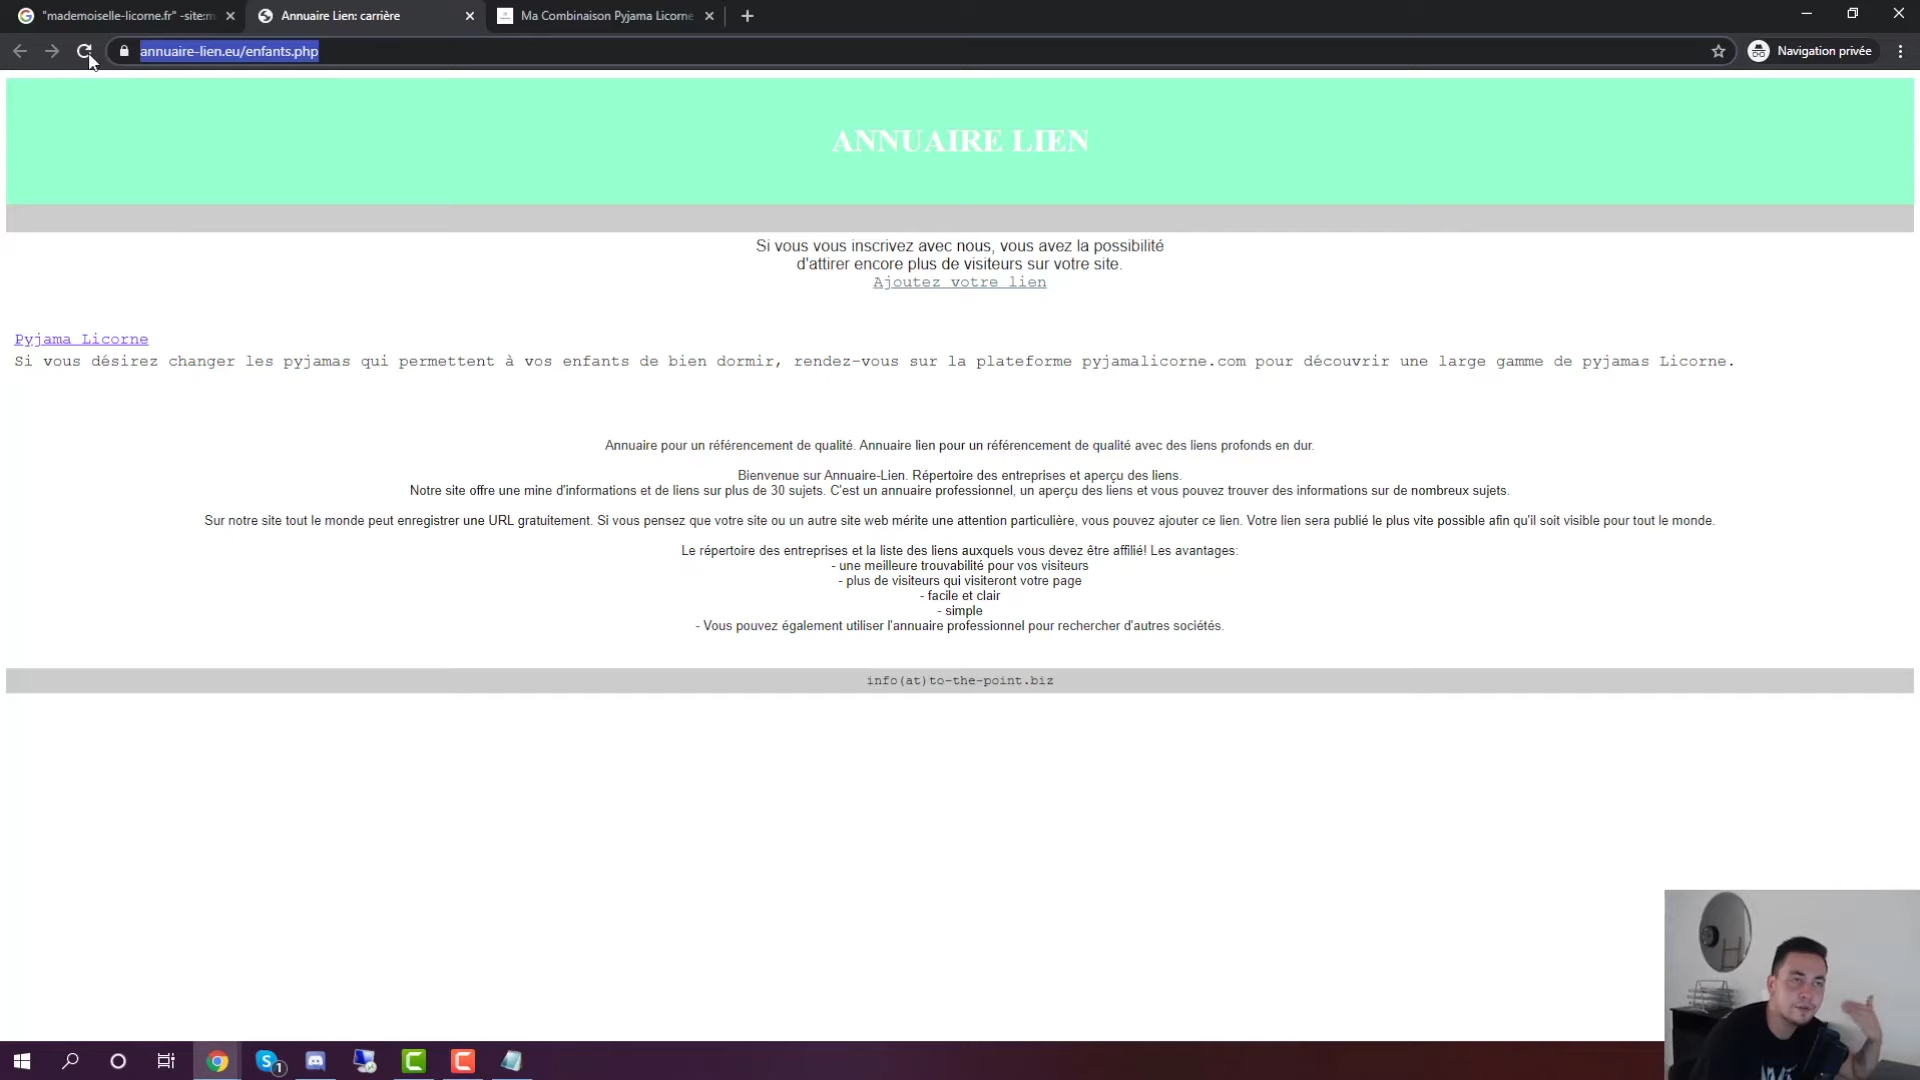 "mademoiselle-licorne.fr" -site:m
Annuaire Lien: carrière
Ma Combinaison Pyjama Licorne
annuaire-lien.eu/enfants.php
Navigation privée
ANNUAIRE LIEN
Si vous vous inscrivez avec nous, vous avez la possibilité
d'attirer encore plus de visiteurs sur votre site.
Ajoutez votre lien
Pyjama Licorne
Si vous désirez changer les pyjamas qui permettent à vos enfants de bien dormir, rendez-vous sur la plateforme pyjamalicorne.com pour découvrir une large gamme de pyjamas Licorne.
Annuaire pour un référencement de qualité. Annuaire lien pour un référencement de qualité avec des liens profonds en dur.
Bienvenue sur Annuaire-Lien. Répertoire des entreprises et aperçu des liens.
Notre site offre une mine d'informations et de liens sur plus de 30 sujets. C'est un annuaire professionnel, un aperçu des liens et vous pouvez trouver des informations sur de nombreux sujets.
Sur notre site tout le monde peut enregistrer une URL gratuitement. Si vous pensez que votre site ou un autre site web mérite une attention particulière, vous pouvez ajouter ce lien. Votre lien sera publié le plus vite possible afin qu'il soit visible pour tout le monde.
Le répertoire des entreprises et la liste des liens auxquels vous devez être affilié! Les avantages:
- une meilleure trouvabilité pour vos visiteurs
- plus de visiteurs qui visiteront votre page
- facile et clair
- simple
- Vous pouvez également utiliser l'annuaire professionnel pour rechercher d'autres sociétés.
info(at)to-the-point.biz
1